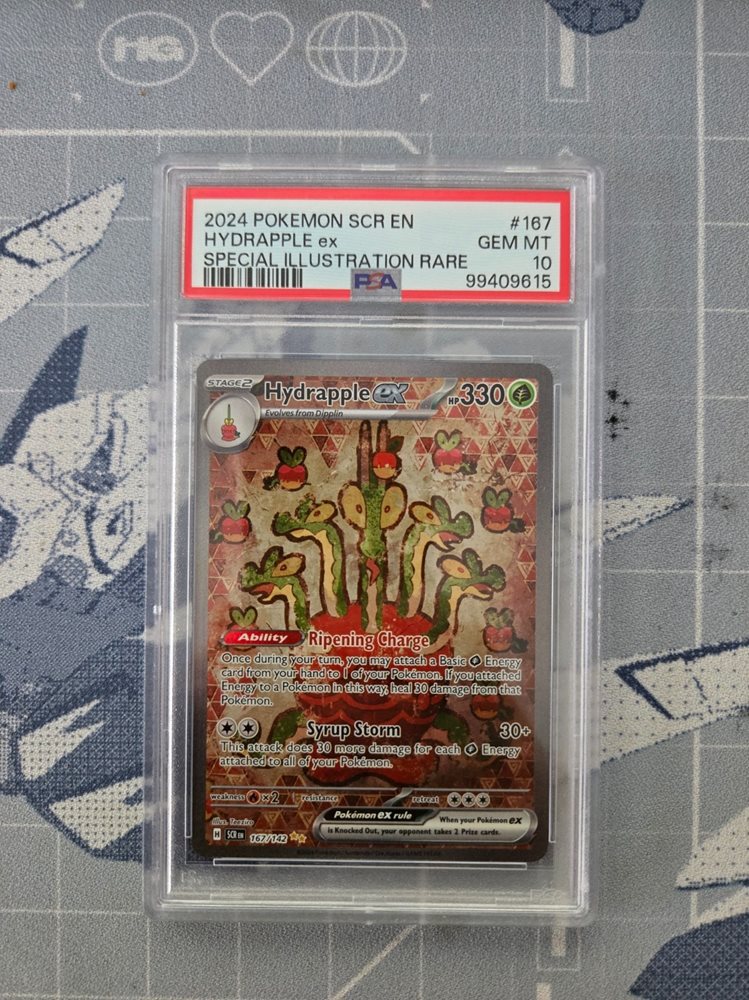 HG
2024 POKEMON SCR EN #167
HYDRAPPLE ex GEM MT
SPECIAL ILLUSTRATION RARE 10
PSA 99409615
STAGE2 Hydrapple ex HP 330
Evolves from Dipplin
Ability Ripening Charge
Once during your turn, you may attach a Basic Energy
card from your hand to 1 of your Pokémon. If you attached
Energy to a Pokémon in this way, heal 30 damage from that
Pokémon.
Syrup Storm 30+
This attack does 30 more damage for each Energy
attached to all of your Pokémon.
weakness ×2 resistance retreat
Illus. Teeziro
Pokémon ex rule When your Pokémon ex
is Knocked Out, your opponent takes 2 Prize cards.
H SCR EN 167/142